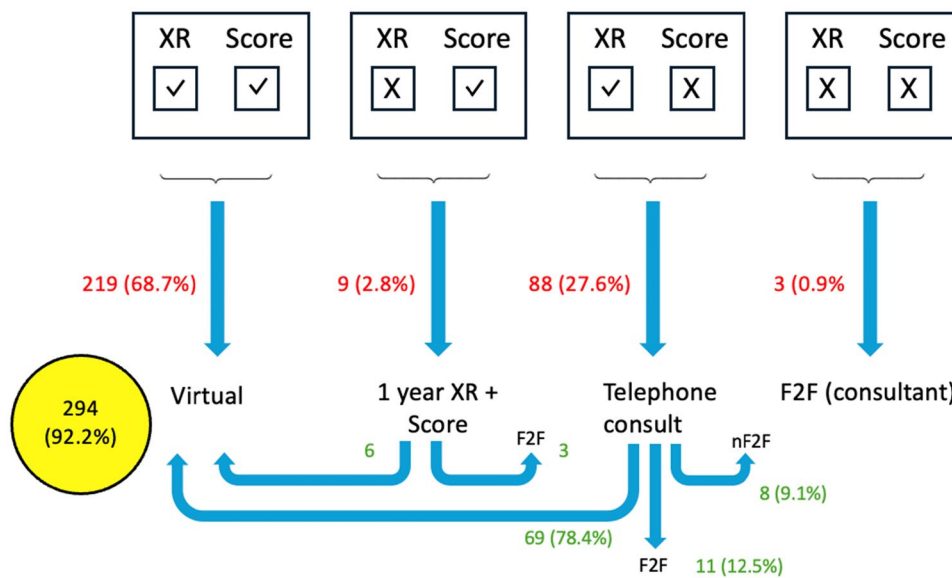 XR Score XR Score XR Score XR Score
✓ ✓ X ✓ ✓ X X X
219 (68.7%) 9 (2.8%) 88 (27.6%) 3 (0.9%
294
(92.2%)
Virtual
1 year XR +
Score
Telephone
consult
F2F (consultant)
6
F2F 3
nF2F
8 (9.1%)
69 (78.4%)
F2F 11 (12.5%)